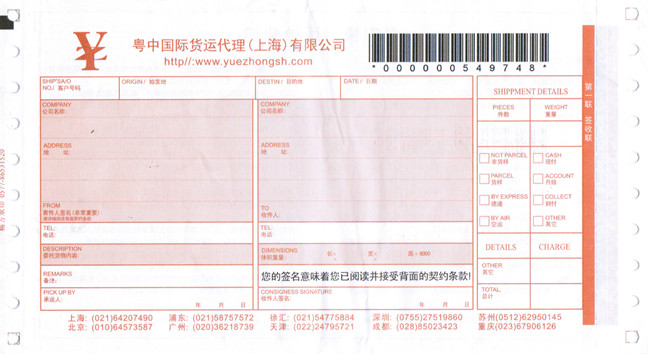 粤中国际货运代理(上海)有限公司
http//:www.yuezhongsh.com
*000000549748*
SHIP'SA/D
NO./ 客户号码
ORIGIN / 始发地
DESTIN / 目的地
DATE / 日期
SHIPPMENT DETAILS
PIECES
件数
WEIGHT
重量
COMPANY
公司名称:
COMPANY
公司名称:
ADDRESS
地 址:
ADDRESS
地 址:
NOT PARCEL
非货样
CASH
现付
PARCEL
货样
ACCOUNT
月结
BY EXPRESS
速递
COLLECT
到付
BY AIR
空运
OTHER
其它
FROM
寄件人签名(非常重要)
TO
收件人:
TEL:
电话:
TEL:
电话:
DESCRIPTION
委托货物内容:
DIMENSIONS
体积重量:
长× 宽× 高÷6000
DETAILS
CHARGE
REMARKS
备注:
您的签名意味着您已阅读并接受背面的契约条款!
OTHER
其它
PICK UP BY
承运人:
年 月 日
CONSIGNESS SIGNATURE
收件人签名:
年 月 日
TOTAL
总计
第一联 签收联
上海: (021)64207490 浦东: (021)58757572 徐汇: (021)54775884 深圳: (0755)27519860 苏州(0512)62950145
北京: (010)64573587 广州: (020)36218739 天津: (022)24795721 成都: (028)85023423 重庆(023)67906126